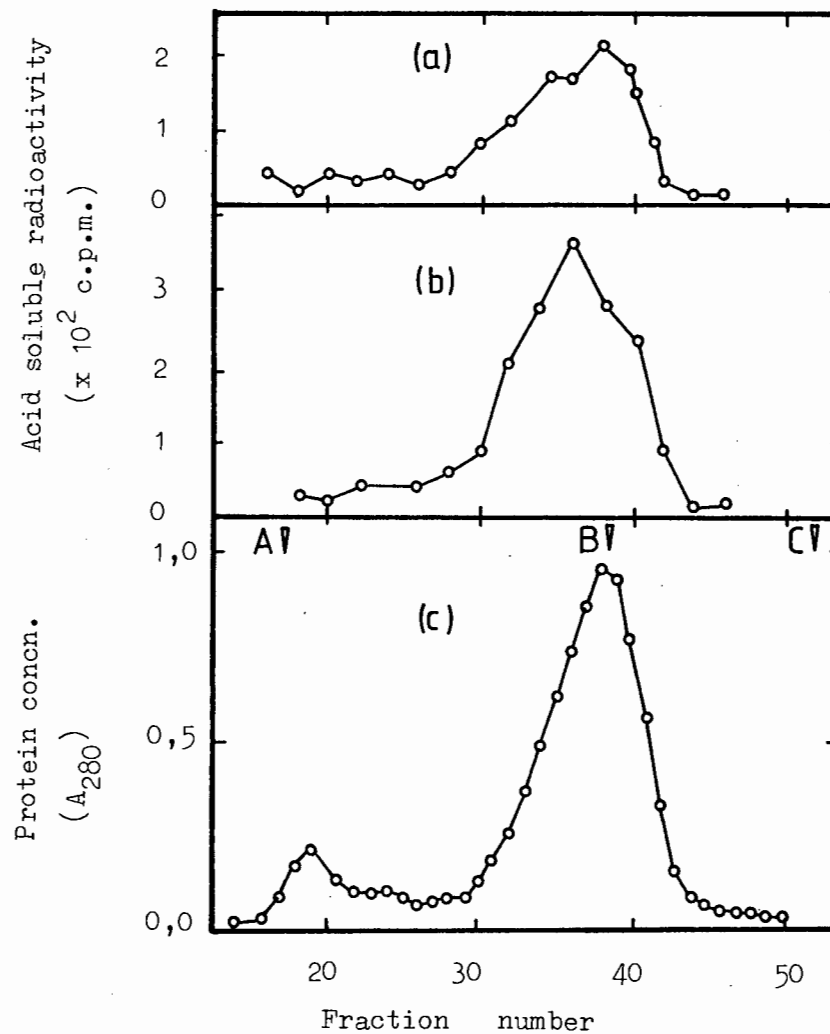 Acid soluble radioactivity
(x 10² c.p.m.)
2
1
0
(a)
3
2
1
0
(b)
A B C
1,0
0,5
0,0
(c)
Protein concn.
(A₂₈₀)
20 30 40 50
Fraction number